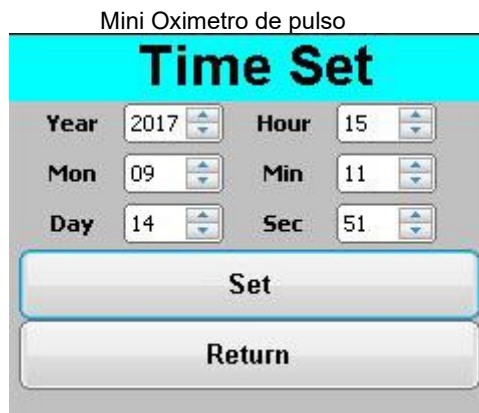 Mini Oximetro de pulso
Time Set
Year 2017 Hour 15
Mon 09 Min 11
Day 14 Sec 51
Set
Return